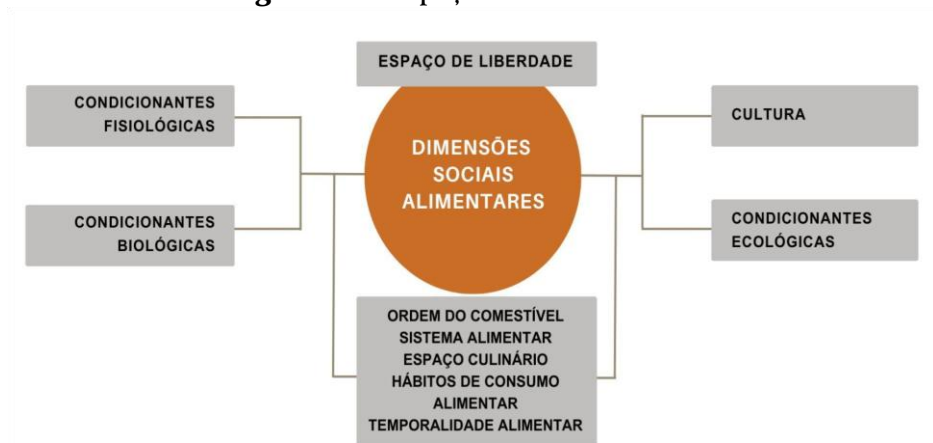 ESPAÇO DE LIBERDADE
CONDICIONANTES
FISIOLÓGICAS
CONDICIONANTES
BIOLÓGICAS
DIMENSÕES
SOCIAIS
ALIMENTARES
CULTURA
CONDICIONANTES
ECOLÓGICAS
ORDEM DO COMESTÍVEL
SISTEMA ALIMENTAR
ESPAÇO CULINÁRIO
HÁBITOS DE CONSUMO
ALIMENTAR
TEMPORALIDADE ALIMENTAR